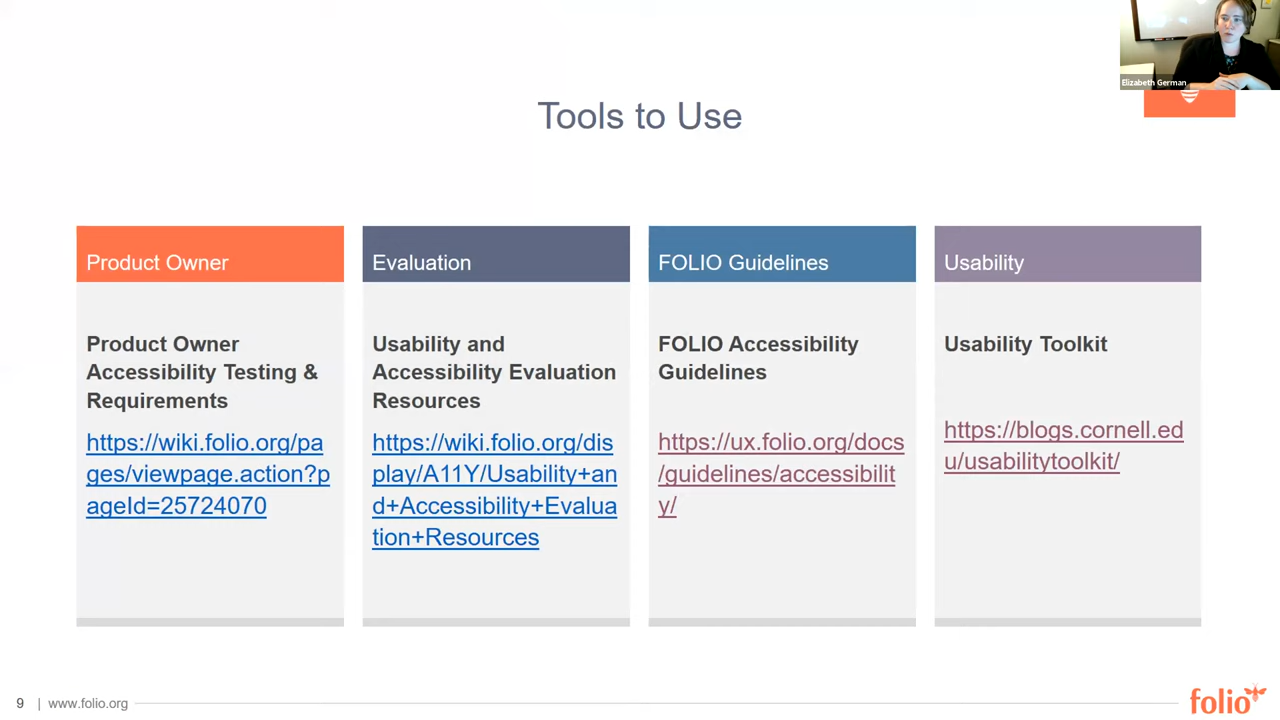 Elizabeth German
Tools to Use
Product Owner
Product Owner
Accessibility Testing &
Requirements
https://wiki.folio.org/pa
ges/viewpage.action?p
ageId=25724070
Evaluation
Usability and
Accessibility Evaluation
Resources
https://wiki.folio.org/dis
play/A11Y/Usability+an
d+Accessibility+Evalua
tion+Resources
FOLIO Guidelines
FOLIO Accessibility
Guidelines
https://ux.folio.org/docs
/guidelines/accessibilit
y/
Usability
Usability Toolkit
https://blogs.cornell.ed
u/usabilitytoolkit/
9 | www.folio.org
folio